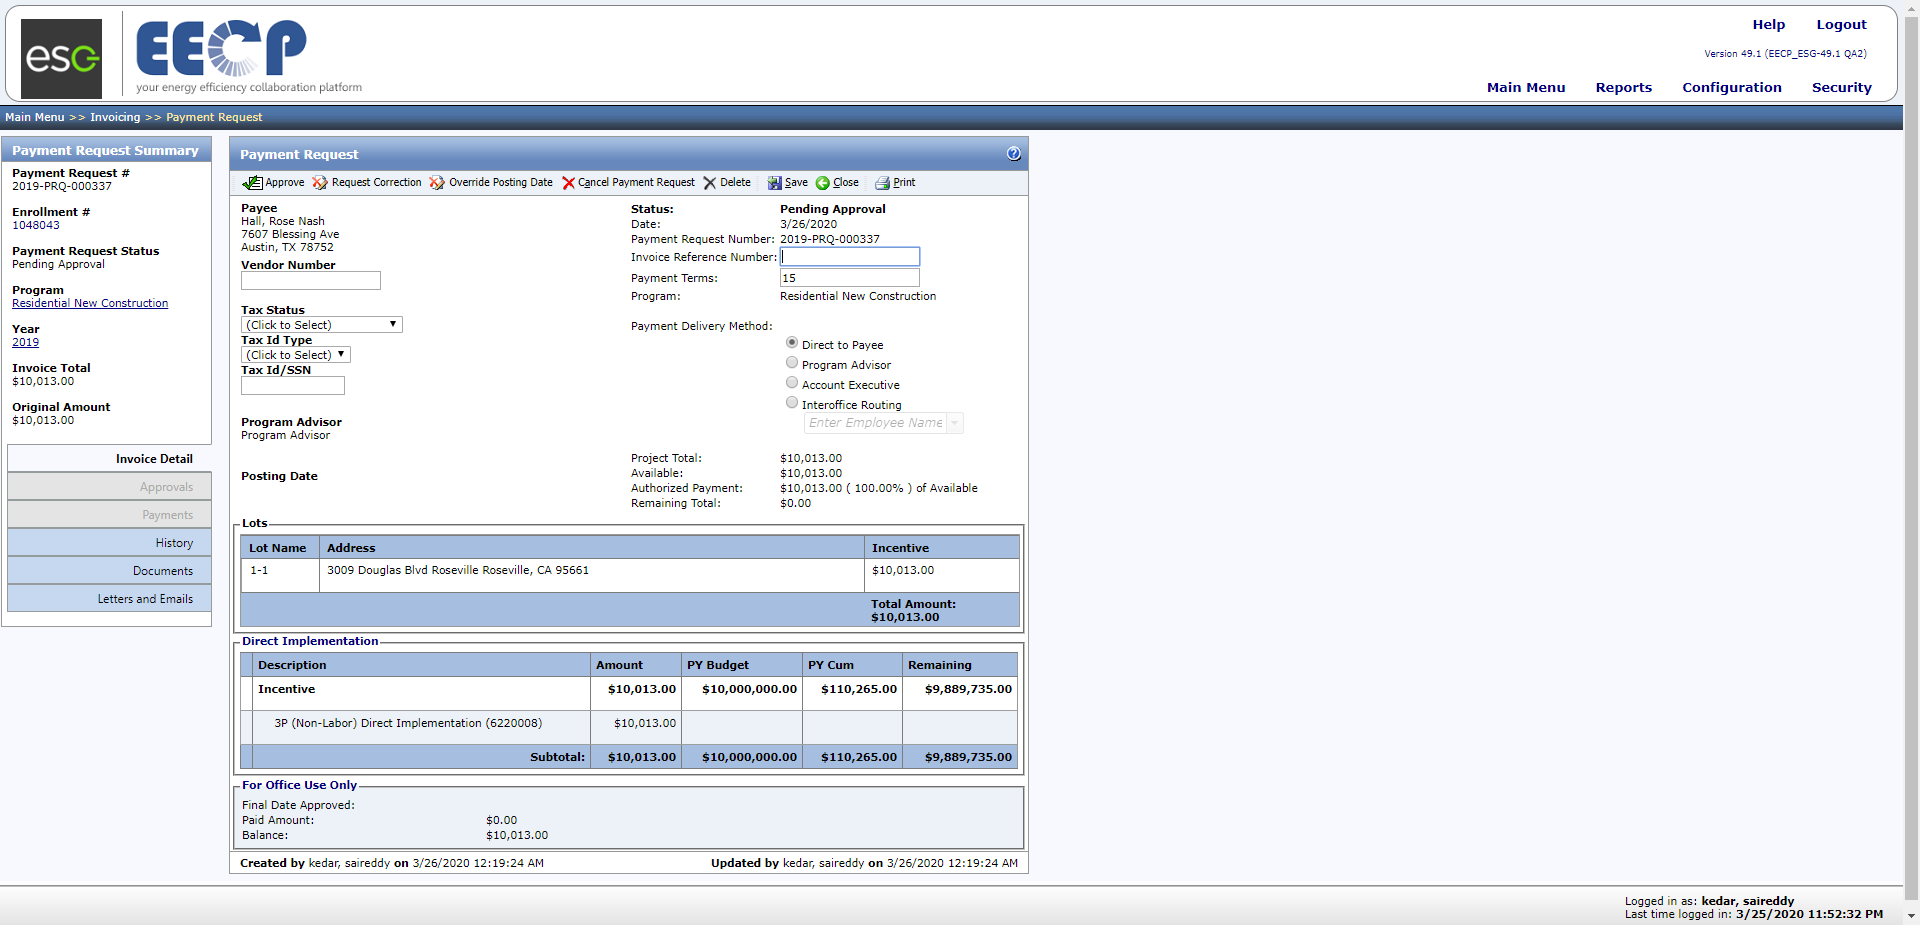 esg
EECP
your energy efficiency collaboration platform
Help Logout
Version 49.1 (EECP_ESG-49.1 QA2)
Main Menu Reports Configuration Security
Main Menu >> Invoicing >> Payment Request
Payment Request Summary
Payment Request #
2019-PRQ-000337
Enrollment #
1048043
Payment Request Status
Pending Approval
Program
Residential New Construction
Year
2019
Invoice Total
$10,013.00
Original Amount
$10,013.00
Invoice Detail
Approvals
Payments
History
Documents
Letters and Emails
Payment Request
?
Approve Request Correction Override Posting Date Cancel Payment Request Delete Save Close Print
Payee
Hall, Rose Nash
7607 Blessing Ave
Austin, TX 78752
Vendor Number
Tax Status
(Click to Select)
Tax Id Type
(Click to Select)
Tax Id/SSN
Program Advisor
Program Advisor
Posting Date
Status: Pending Approval
Date: 3/26/2020
Payment Request Number: 2019-PRQ-000337
Invoice Reference Number:
Payment Terms: 15
Program: Residential New Construction
Payment Delivery Method:
Direct to Payee
Program Advisor
Account Executive
Interoffice Routing
Enter Employee Name
Project Total: $10,013.00
Available: $10,013.00
Authorized Payment: $10,013.00 ( 100.00% ) of Available
Remaining Total: $0.00
Lots
Lot Name Address Incentive
1-1 3009 Douglas Blvd Roseville Roseville, CA 95661 $10,013.00
Total Amount:
$10,013.00
Direct Implementation
Description Amount PY Budget PY Cum Remaining
Incentive $10,013.00 $10,000,000.00 $110,265.00 $9,889,735.00
3P (Non-Labor) Direct Implementation (6220008) $10,013.00
Subtotal: $10,013.00 $10,000,000.00 $110,265.00 $9,889,735.00
For Office Use Only
Final Date Approved:
Paid Amount: $0.00
Balance: $10,013.00
Created by kedar, saireddy on 3/26/2020 12:19:24 AM Updated by kedar, saireddy on 3/26/2020 12:19:24 AM
Logged in as: kedar, saireddy
Last time logged in: 3/25/2020 11:52:32 PM